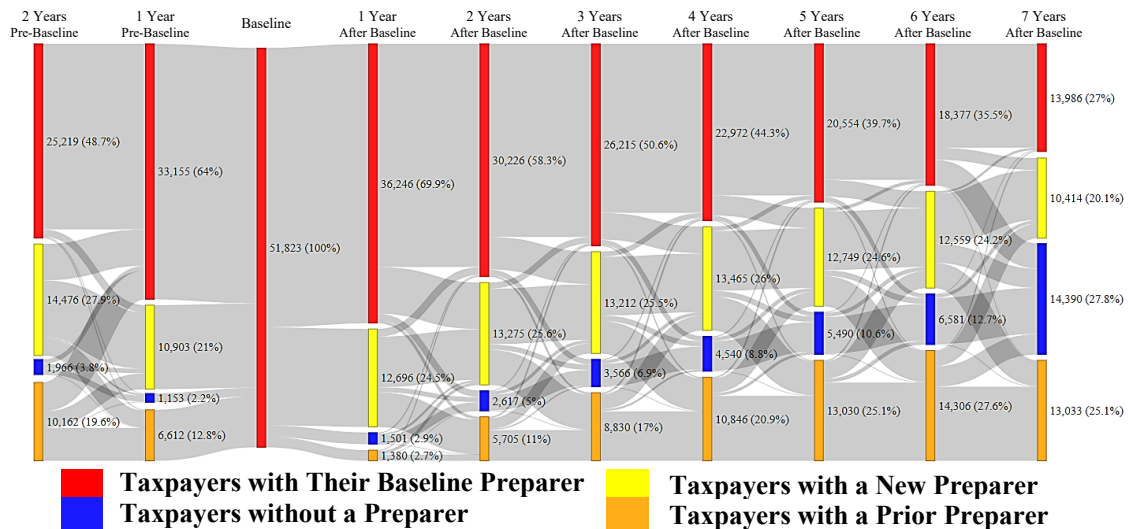 2 Years
Pre-Baseline
1 Year
Pre-Baseline
Baseline
1 Year
After Baseline
2 Years
After Baseline
3 Years
After Baseline
4 Years
After Baseline
5 Years
After Baseline
6 Years
After Baseline
7 Years
After Baseline
25,219 (48.7%)
14,476 (27.9%)
1,966 (3.8%)
10,162 (19.6%)
33,155 (64%)
10,903 (21%)
1,153 (2.2%)
6,612 (12.8%)
51,823 (100%)
36,246 (69.9%)
12,696 (24.5%)
1,501 (2.9%)
1,380 (2.7%)
30,226 (58.3%)
13,275 (25.6%)
2,617 (5%)
5,705 (11%)
26,215 (50.6%)
13,212 (25.5%)
3,566 (6.9%)
8,830 (17%)
22,972 (44.3%)
13,465 (26%)
4,540 (8.8%)
10,846 (20.9%)
20,554 (39.7%)
12,749 (24.6%)
5,490 (10.6%)
13,030 (25.1%)
18,377 (35.5%)
12,559 (24.2%)
6,581 (12.7%)
14,306 (27.6%)
13,986 (27%)
10,414 (20.1%)
14,390 (27.8%)
13,033 (25.1%)
Taxpayers with Their Baseline Preparer
Taxpayers with a New Preparer
Taxpayers without a Preparer
Taxpayers with a Prior Preparer